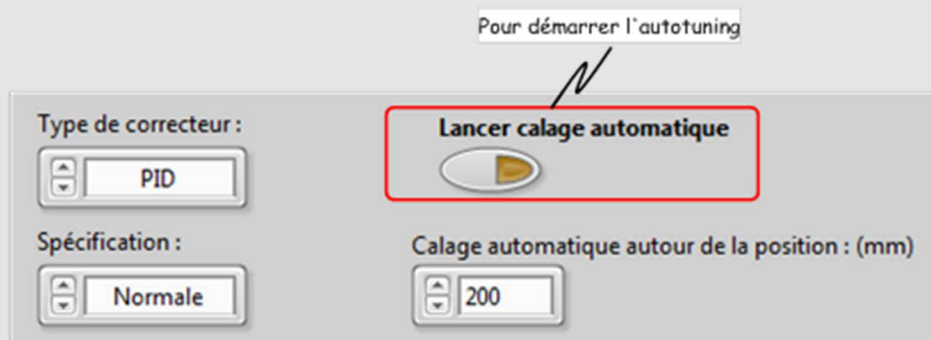 Pour démarrer l'autotuning
Type de correcteur :
Lancer calage automatique
PID
Spécification :
Calage automatique autour de la position : (mm)
Normale
200